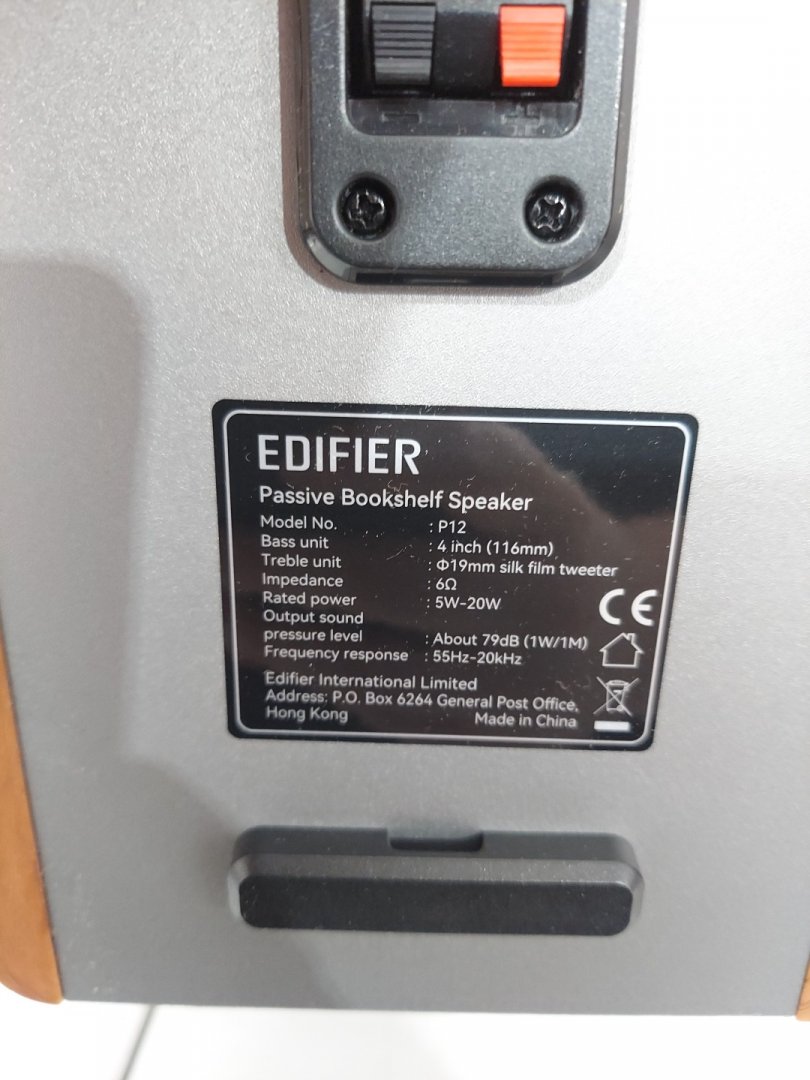 - +
EDIFIER
Passive Bookshelf Speaker
Model No. : P12
Bass unit : 4 inch (116mm)
Treble unit : Φ19mm silk film tweeter
Impedance : 6Ω
Rated power : 5W-20W
Output sound
pressure level : About 79dB (1W/1M)
Frequency response : 55Hz-20kHz
CE
Edifier International Limited
Address: P.O. Box 6264 General Post Office,
Hong Kong Made in China